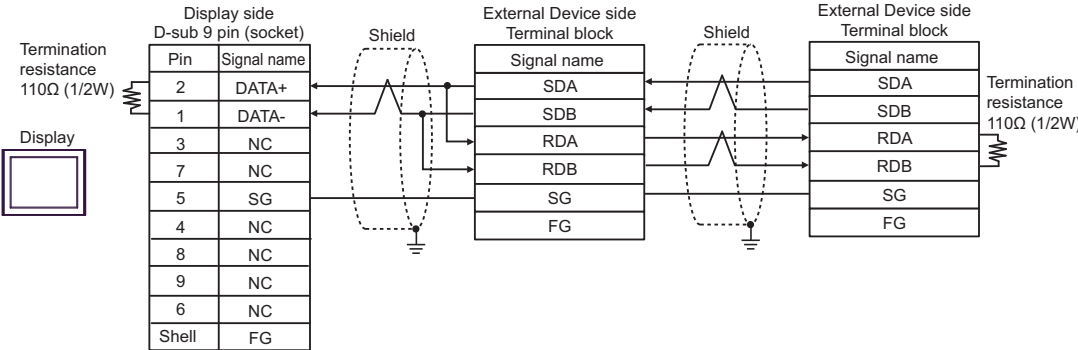 Display side
D-sub 9 pin (socket)
Termination
resistance
110Ω (1/2W)
Display
Pin Signal name
2 DATA+
1 DATA-
3 NC
7 NC
5 SG
4 NC
8 NC
9 NC
6 NC
Shell FG
Shield
External Device side
Terminal block
Signal name
SDA
SDB
RDA
RDB
SG
FG
Shield
External Device side
Terminal block
Signal name
SDA
SDB
RDA
RDB
SG
FG
Termination
resistance
110Ω (1/2W)